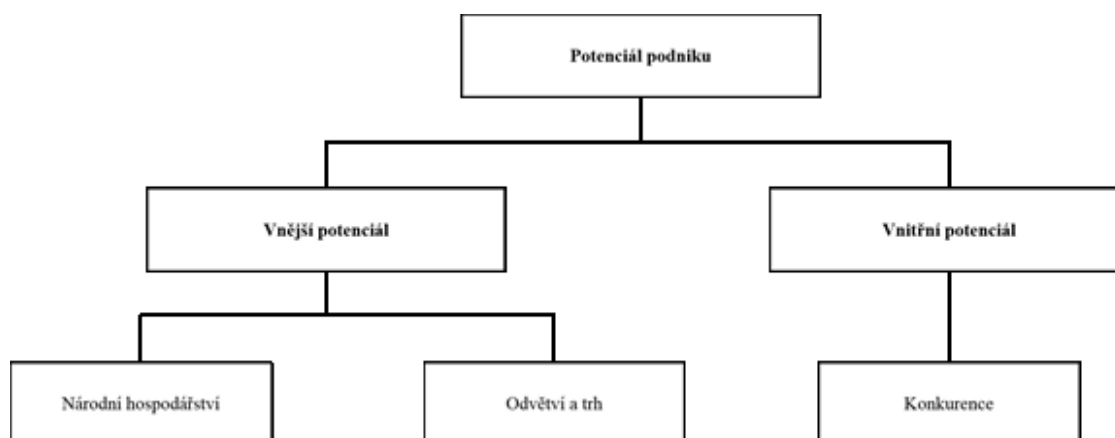 Potenciál podniku
Vnější potenciál
Vnitřní potenciál
Národní hospodářství
Odvětví a trh
Konkurence